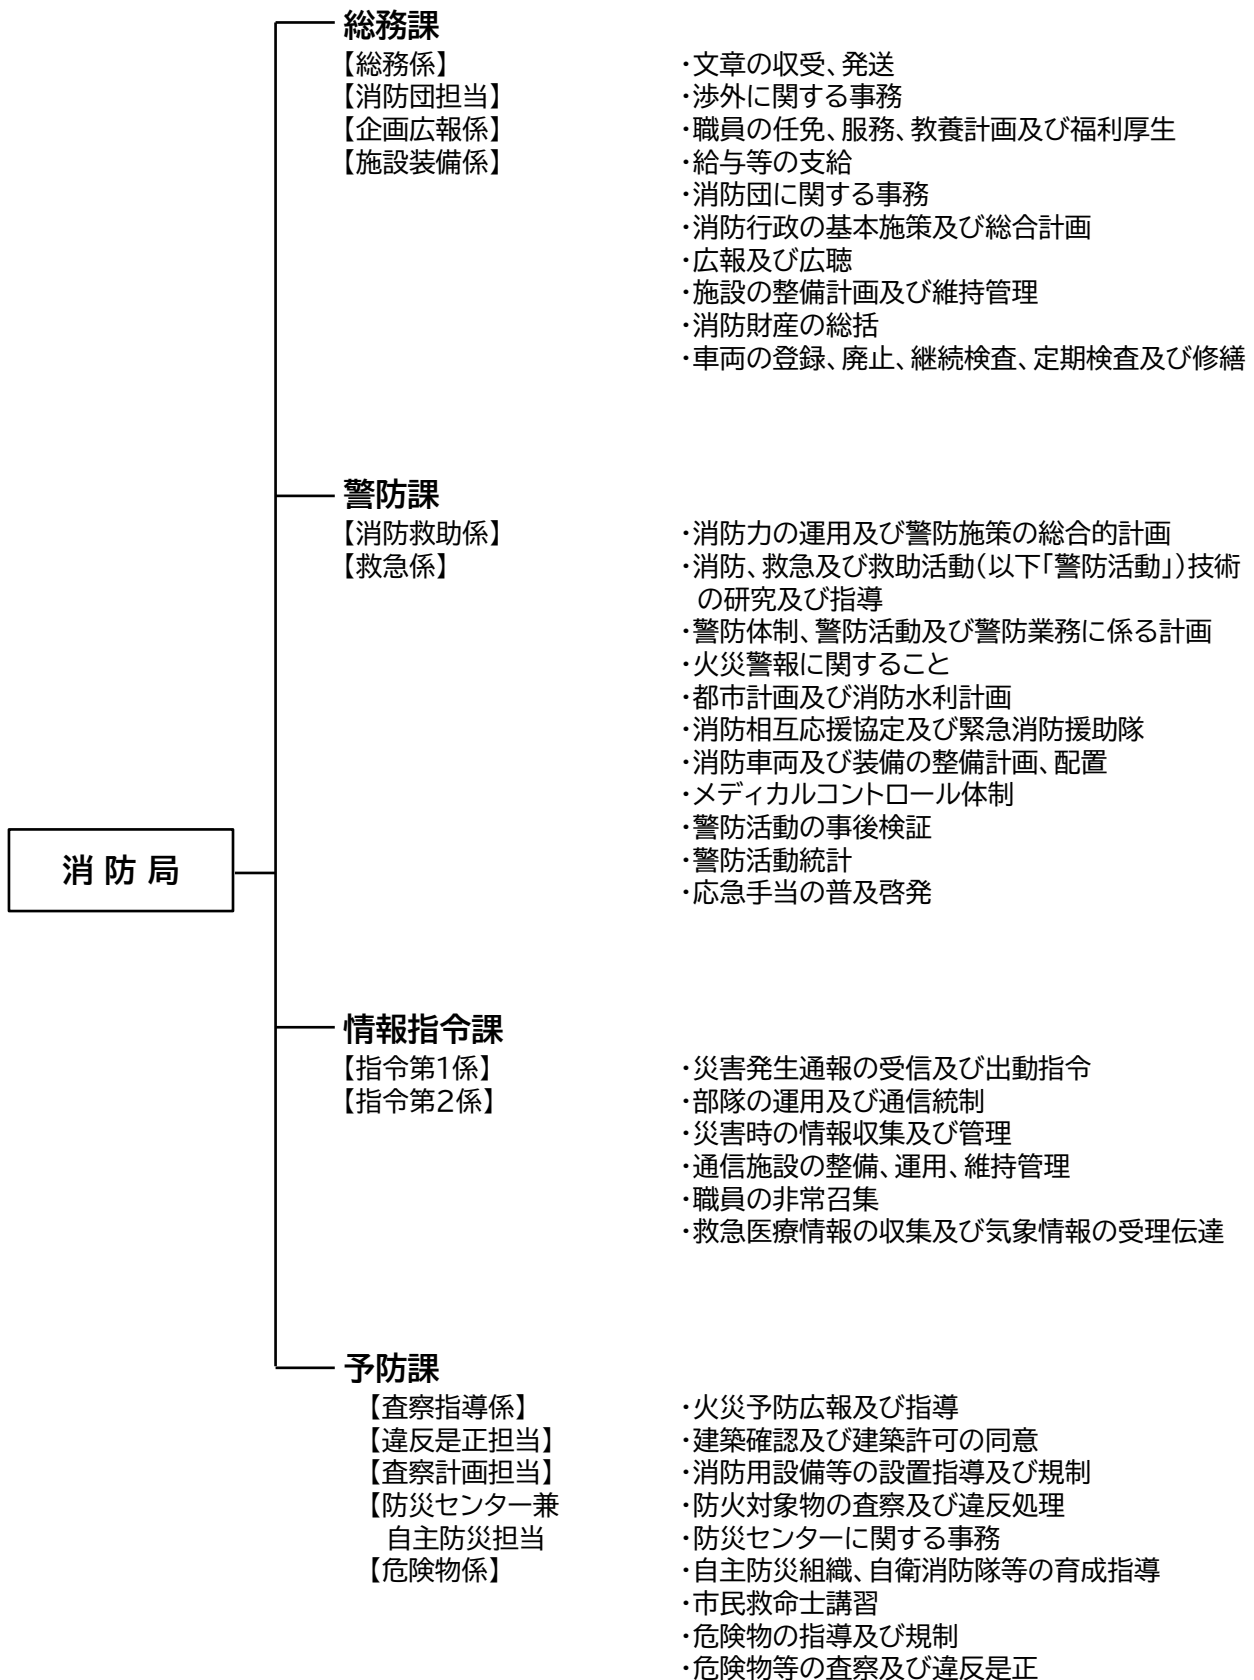 総務課
【総務係】 ・文章の収受、発送
【消防団担当】 ・渉外に関する事務
【企画広報係】 ・職員の任免、服務、教養計画及び福利厚生
【施設装備係】 ・給与等の支給
・消防団に関する事務
・消防行政の基本施策及び総合計画
・広報及び広聴
・施設の整備計画及び維持管理
・消防財産の総括
・車両の登録、廃止、継続検査、定期検査及び修繕
警防課
【消防救助係】 ・消防力の運用及び警防施策の総合的計画
【救急係】 ・消防、救急及び救助活動(以下「警防活動」)技術
の研究及び指導
・警防体制、警防活動及び警防業務に係る計画
・火災警報に関すること
・都市計画及び消防水利計画
・消防相互応援協定及び緊急消防援助隊
・消防車両及び装備の整備計画、配置
・メディカルコントロール体制
・警防活動の事後検証
・警防活動統計
・応急手当の普及啓発
消防局
情報指令課
【指令第1係】 ・災害発生通報の受信及び出動指令
【指令第2係】 ・部隊の運用及び通信統制
・災害時の情報収集及び管理
・通信施設の整備、運用、維持管理
・職員の非常召集
・救急医療情報の収集及び気象情報の受理伝達
予防課
【査察指導係】 ・火災予防広報及び指導
【違反是正担当】 ・建築確認及び建築許可の同意
【査察計画担当】 ・消防用設備等の設置指導及び規制
【防災センター兼 ・防火対象物の査察及び違反処理
自主防災担当 ・防災センターに関する事務
【危険物係】 ・自主防災組織、自衛消防隊等の育成指導
・市民救命士講習
・危険物の指導及び規制
・危険物等の査察及び違反是正